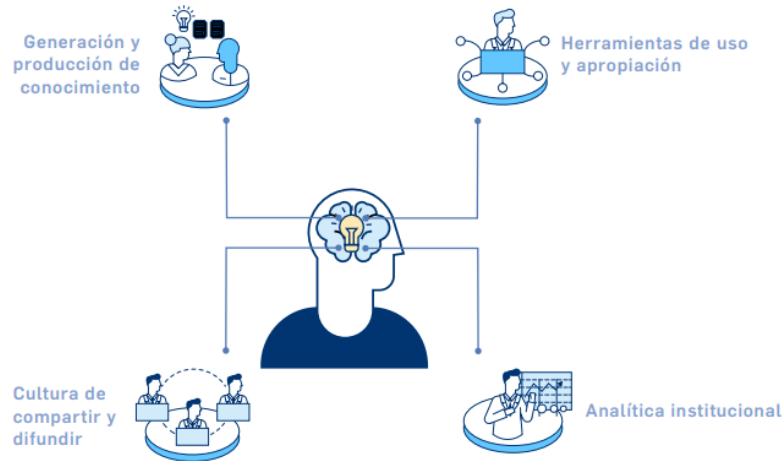 Generación y
producción de
conocimiento
Herramientas de uso
y apropiación
Cultura de
compartir y
difundir
Analítica institucional